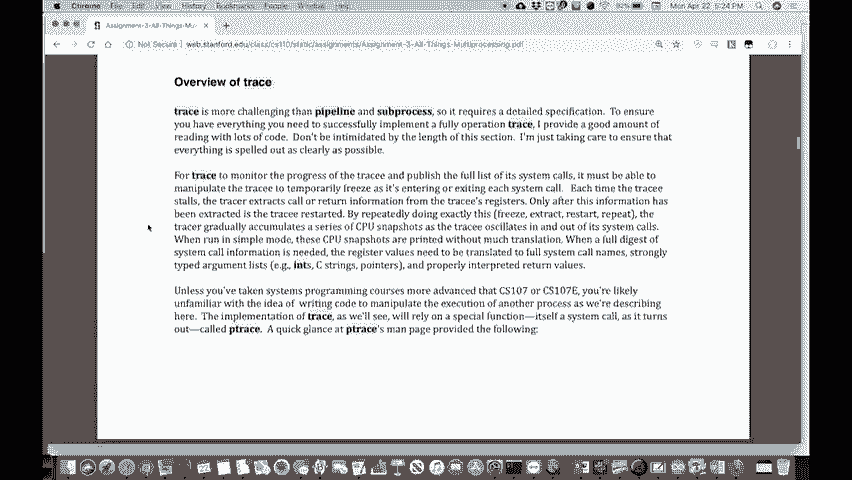 Chrome File Edit View History Bookmarks People Window Help
Mon Apr 22 5:24 PM
Assignment-3-All-Things-Mu
Not Secure | web.stanford.edu/class/cs110/static/assignments/Assignment-3-All-Things-Multiprocessing.pdf
Overview of trace
trace is more challenging than pipeline and subprocess, so it requires a detailed specification. To ensure
you have everything you need to successfully implement a fully operation trace, I provide a good amount of
reading with lots of code. Don't be intimidated by the length of this section. I'm just taking care to ensure that
everything is spelled out as clearly as possible.
For trace to monitor the progress of the tracee and publish the full list of its system calls, it must be able to
manipulate the tracee to temporarily freeze as it's entering or exiting each system call. Each time the tracee
stalls, the tracer extracts call or return information from the tracee's registers. Only after this information has
been extracted is the tracee restarted. By repeatedly doing exactly this (freeze, extract, restart, repeat), the
tracer gradually accumulates a series of CPU snapshots as the tracee oscillates in and out of its system calls.
When run in simple mode, these CPU snapshots are printed without much translation. When a full digest of
system call information is needed, the register values need to be translated to full system call names, strongly
typed argument lists (e.g., ints, C strings, pointers), and properly interpreted return values.
Unless you've taken systems programming courses more advanced that CS107 or CS107E, you're likely
unfamiliar with the idea of writing code to manipulate the execution of another process as we're describing
here. The implementation of trace, as we'll see, will rely on a special function—itself a system call, as it turns
out—called ptrace. A quick glance at ptrace's man page provided the following: